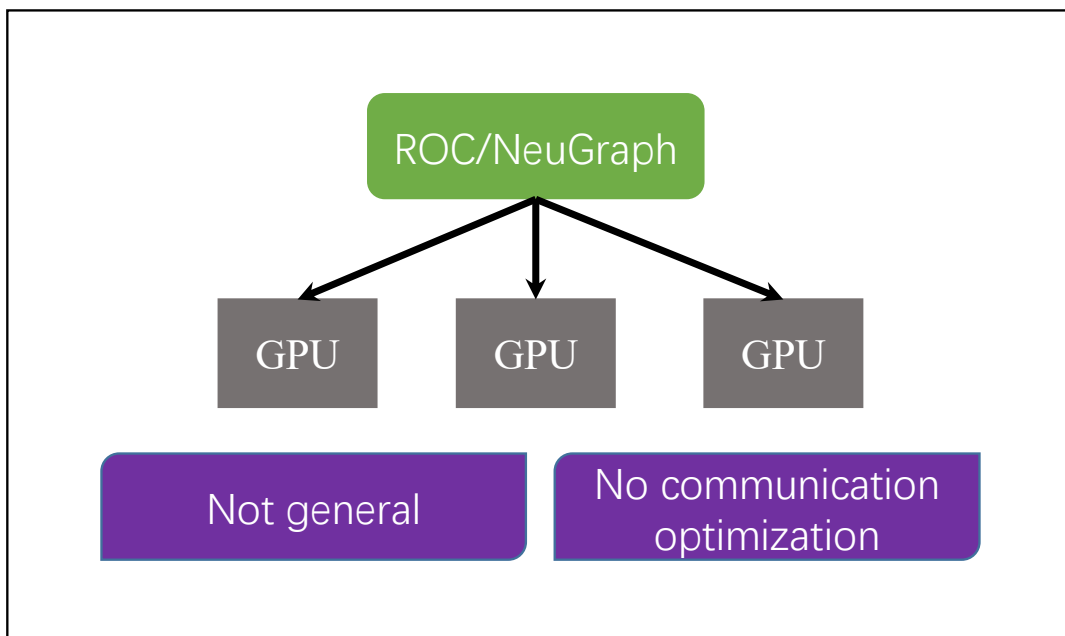 ROC/NeuGraph
GPU
GPU
GPU
Not general
No communication
optimization